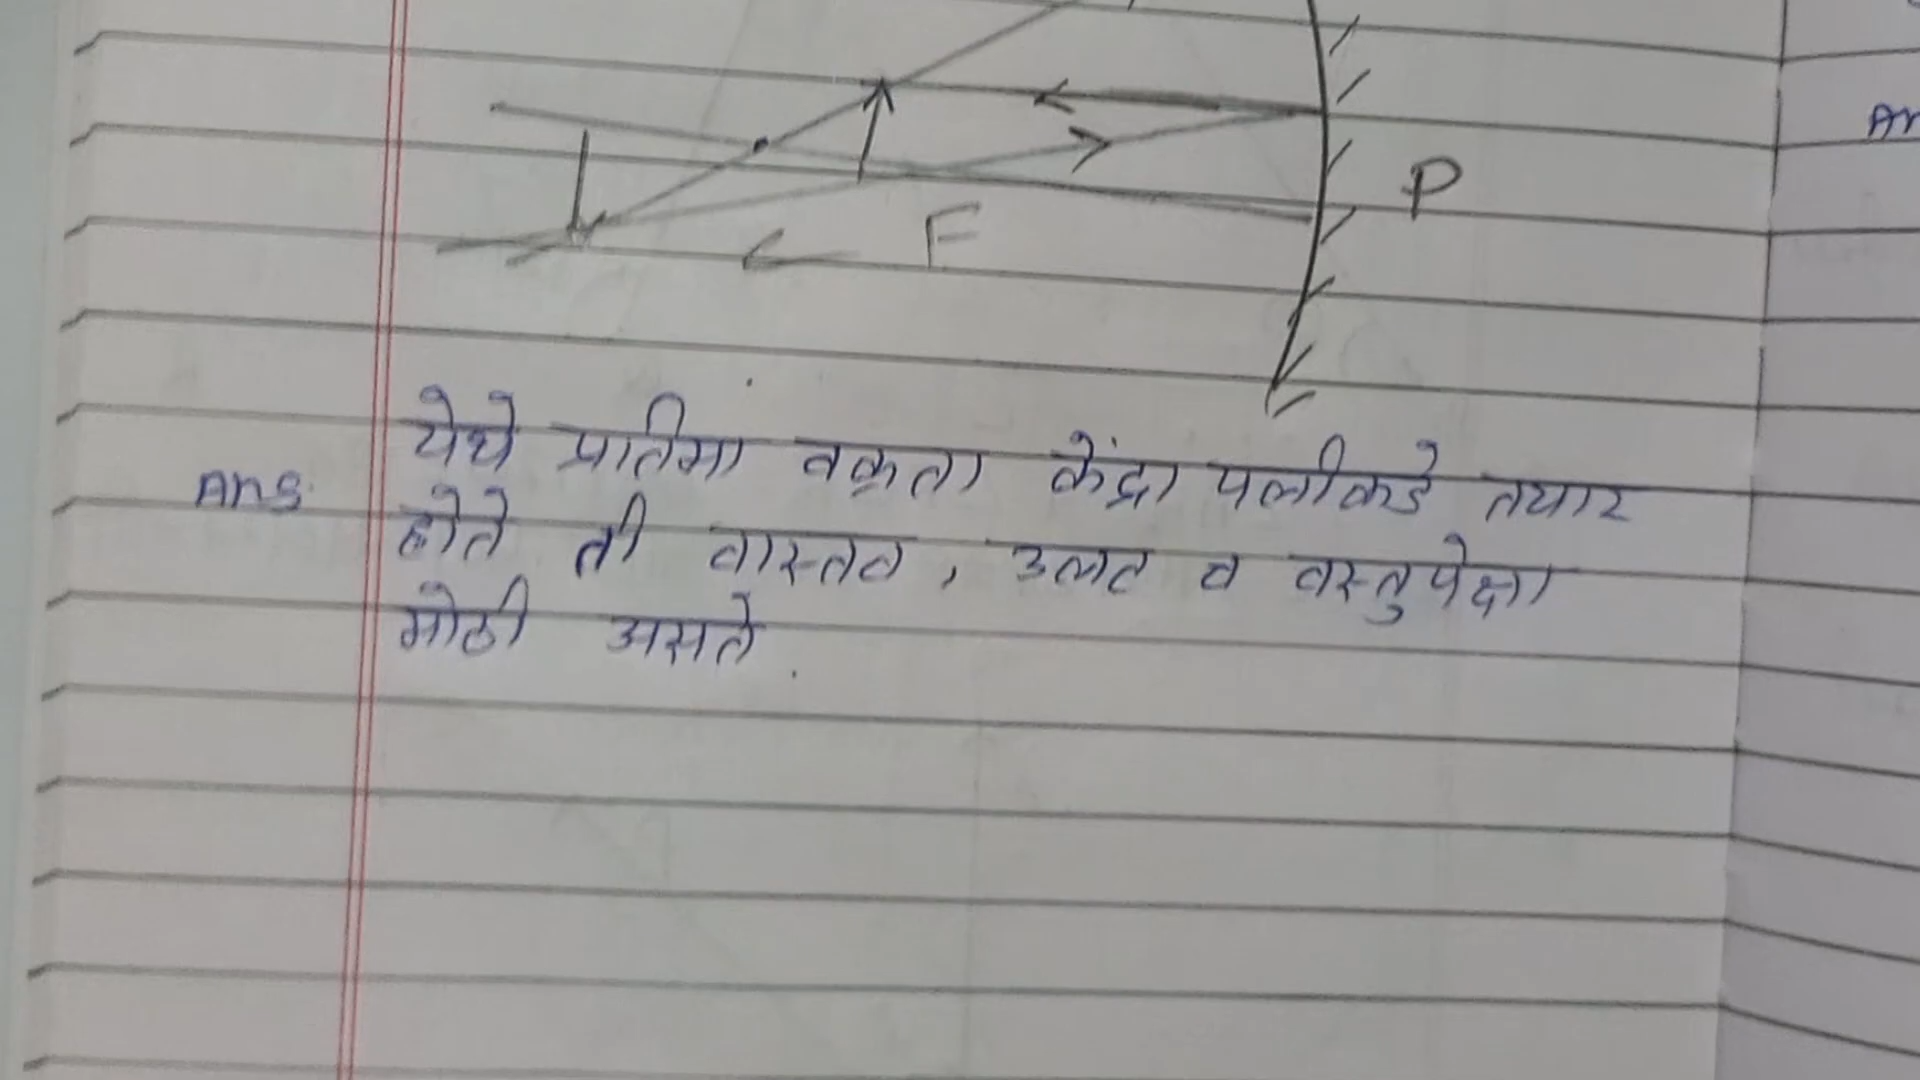 P
F
येथे प्रतिमा वक्रता केंद्रा पलीकडे तयार
Ans. होते ती वास्तव, उलट व वस्तुपेक्षा
मोठी असते.